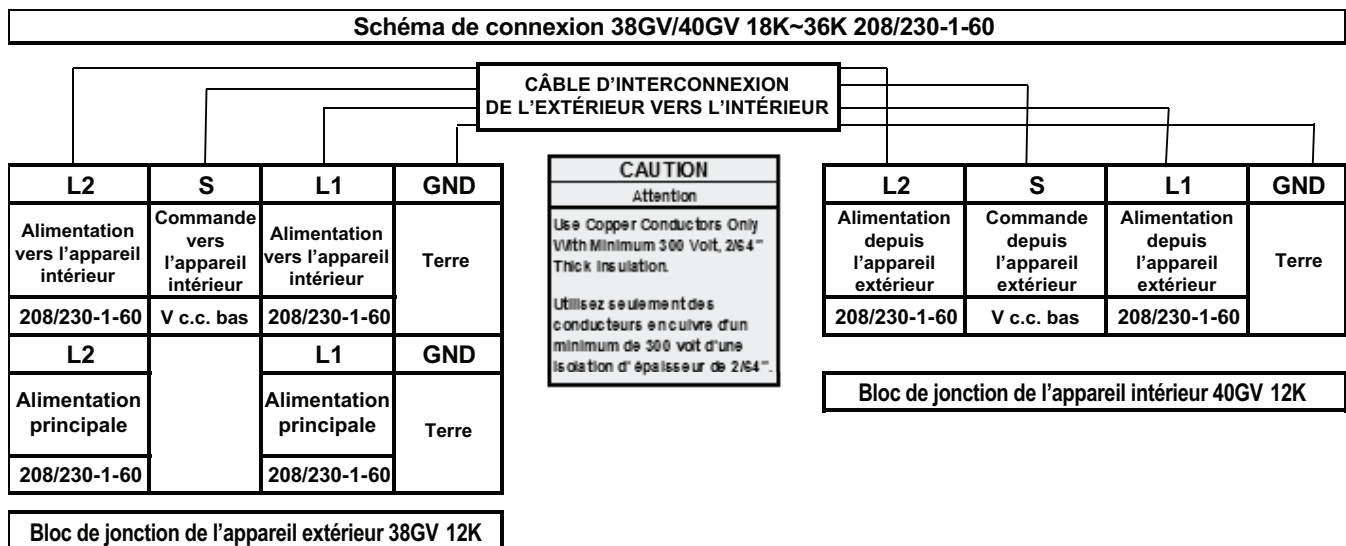 Schéma de connexion 38GV/40GV 18K~36K 208/230-1-60
CÂBLE D'INTERCONNEXION
DE L'EXTÉRIEUR VERS L'INTÉRIEUR
L2
S
L1
GND
Alimentation
vers l'appareil
intérieur
Commande
vers
l'appareil
intérieur
Alimentation
vers l'appareil
intérieur
Terre
208/230-1-60
V c.c. bas
208/230-1-60
L2
L1
GND
Alimentation
principale
Alimentation
principale
Terre
208/230-1-60
208/230-1-60
Bloc de jonction de l'appareil extérieur 38GV 12K
CAUTION
Attention
Use Copper Conductors Only
With Minimum 300 Volt, 2/64"
Thick Insulation.
Utilisez seulement des
conducteurs en cuivre d'un
minimum de 300 volt d'une
isolation d'épaisseur de 2/64".
L2
S
L1
GND
Alimentation
depuis
l'appareil
extérieur
Commande
depuis
l'appareil
extérieur
Alimentation
depuis
l'appareil
extérieur
Terre
208/230-1-60
V c.c. bas
208/230-1-60
Bloc de jonction de l'appareil intérieur 40GV 12K